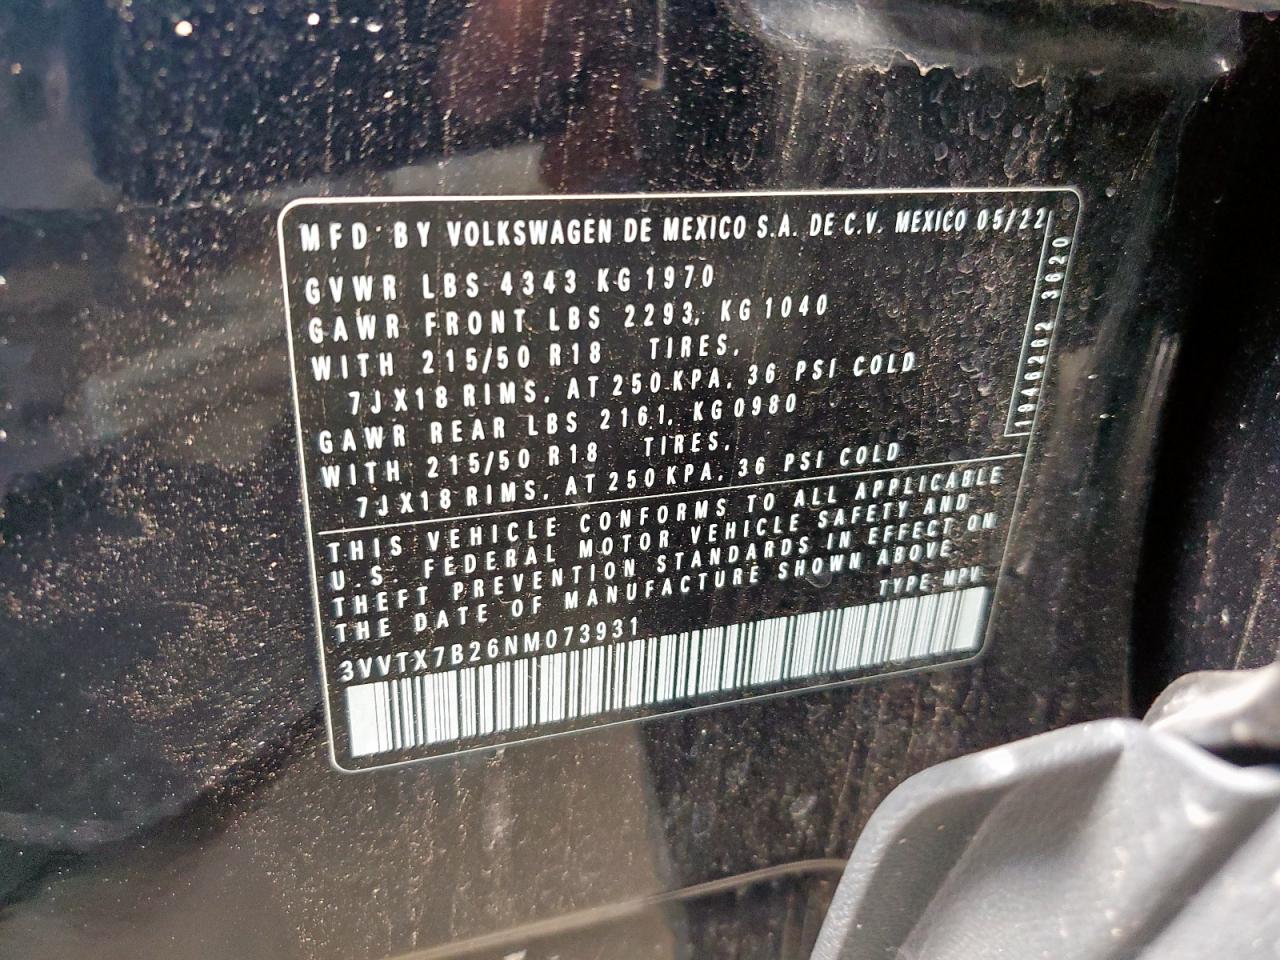 MFD BY VOLKSWAGEN DE MEXICO S.A. DE C.V. MEXICO 05/22
GVWR LBS 4343 KG 1970
GAWR FRONT LBS 2293, KG 1040
WITH 215/50 R18 TIRES,
7JX18 RIMS, AT 250 KPA, 36 PSI COLD
GAWR REAR LBS 2161, KG 0980
WITH 215/50 R18 TIRES,
7JX18 RIMS, AT 250 KPA, 36 PSI COLD
THIS VEHICLE CONFORMS TO ALL APPLICABLE
U.S. FEDERAL MOTOR VEHICLE SAFETY AND
THEFT PREVENTION STANDARDS IN EFFECT ON
THE DATE OF MANUFACTURE SHOWN ABOVE
TYPE: MPV
3VVTX7B26NM073931